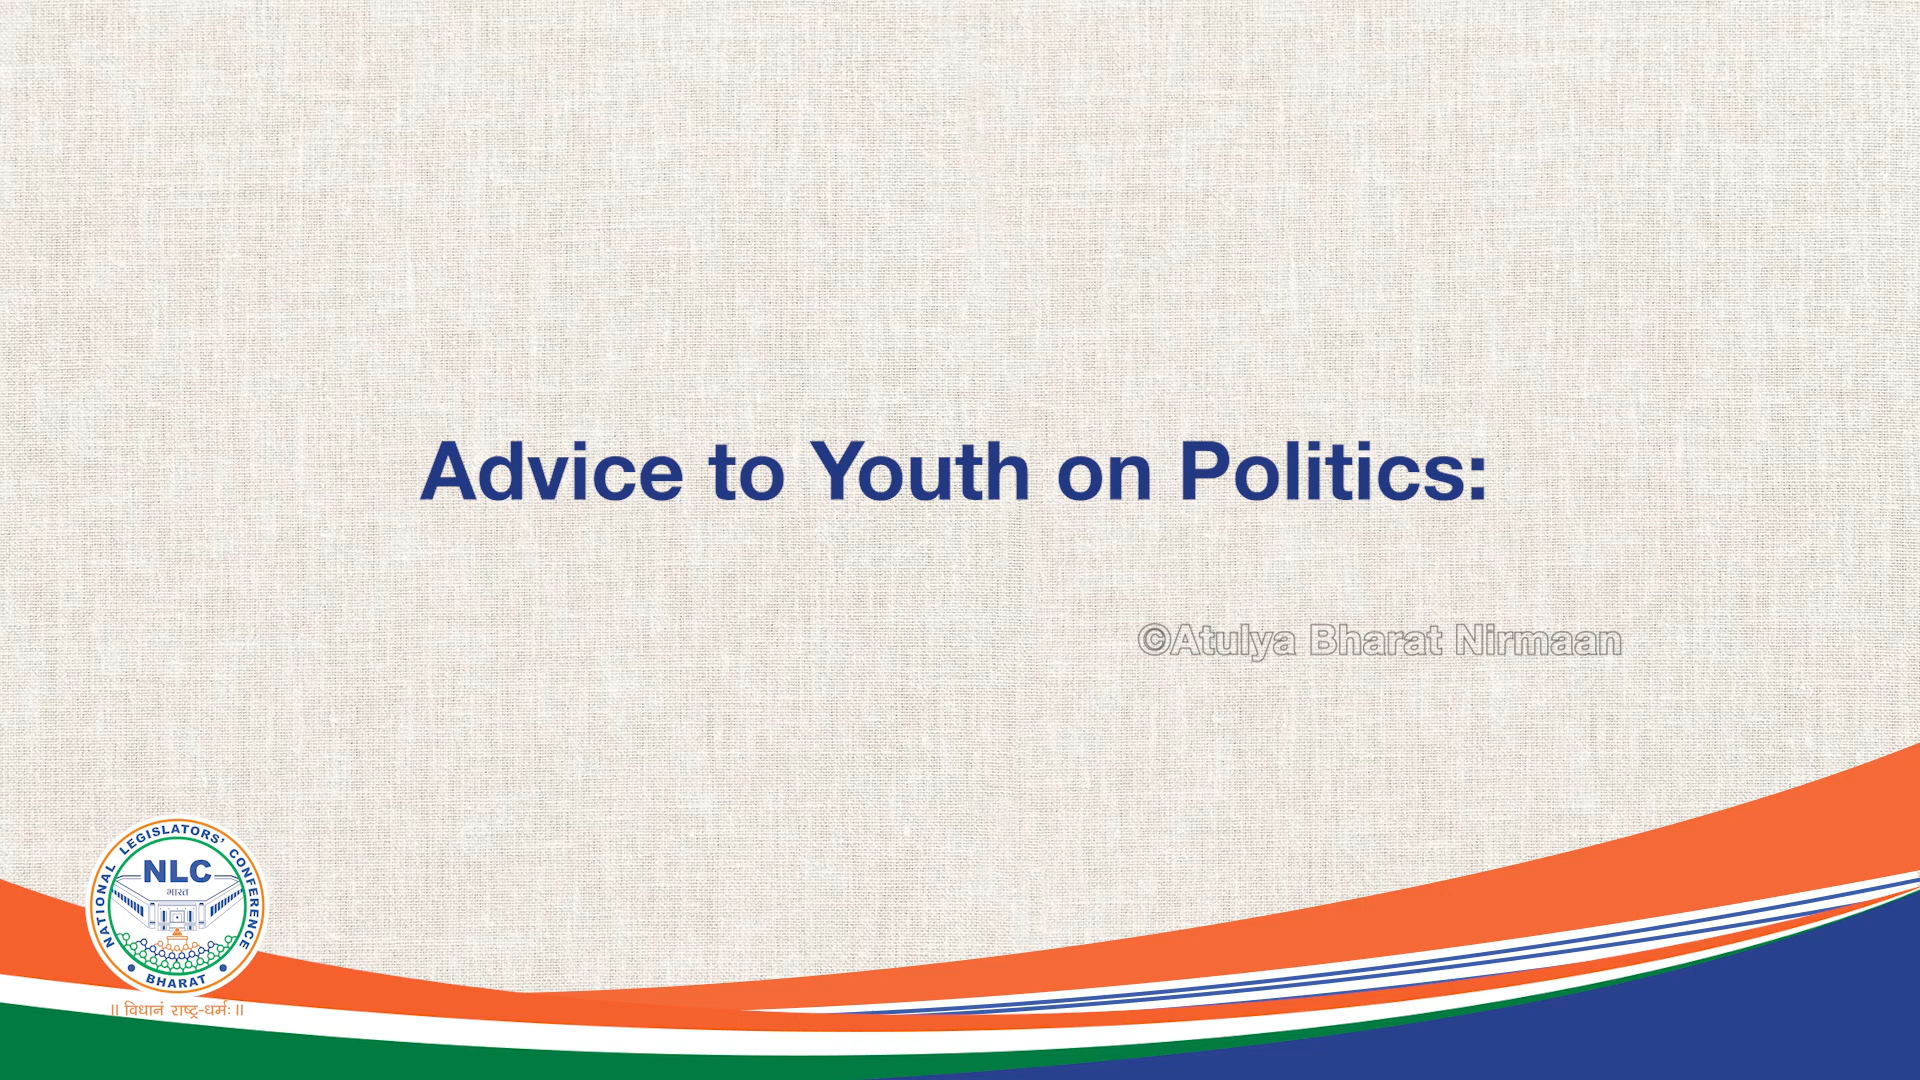 Advice to Youth on Politics:
©Atulya Bharat Nirmaan
NATIONAL LEGISLATORS' CONFERENCE
NLC
भारत
BHARAT
॥ विधानं राष्ट्र-धर्मः ॥